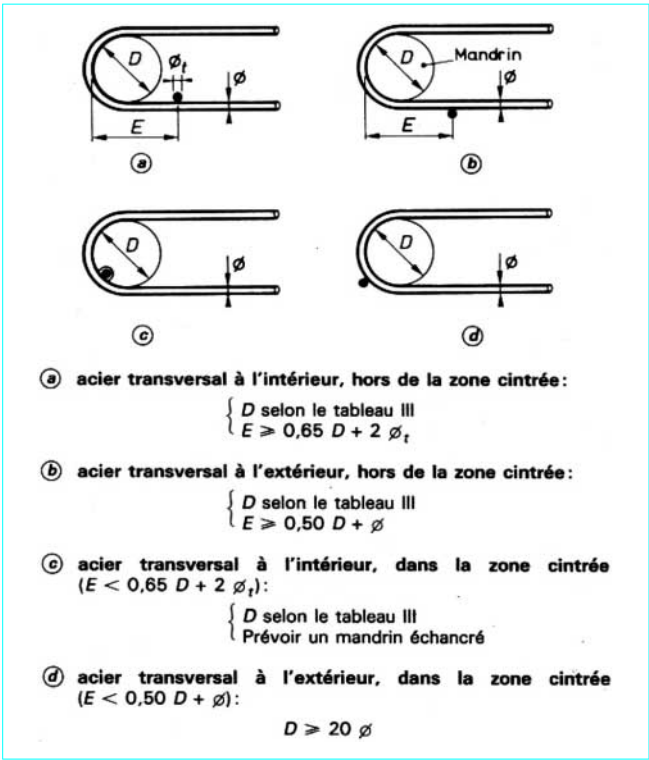 D
Øt
Ø
E
a
D
Mandrin
Ø
E
b
D
Ø
c
D
Ø
d
a acier transversal à l'intérieur, hors de la zone cintrée:
D selon le tableau III
E ⩾ 0,65 D + 2 Øt
b acier transversal à l'extérieur, hors de la zone cintrée:
D selon le tableau III
E ⩾ 0,50 D + Ø
c acier transversal à l'intérieur, dans la zone cintrée
(E < 0,65 D + 2 Øt):
D selon le tableau III
Prévoir un mandrin échancré
d acier transversal à l'extérieur, dans la zone cintrée
(E < 0,50 D + Ø):
D ⩾ 20 Ø